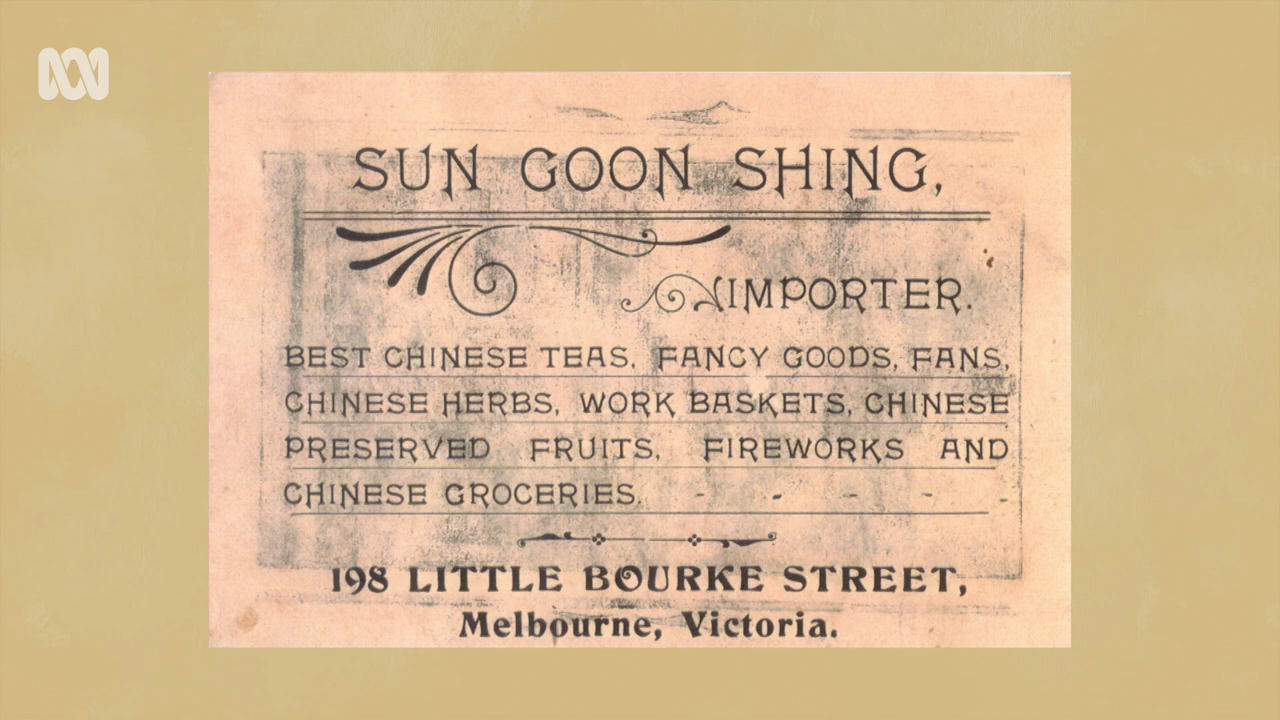 SUN GOON SHING,
IMPORTER.
BEST CHINESE TEAS, FANCY GOODS, FANS,
CHINESE HERBS, WORK BASKETS, CHINESE
PRESERVED FRUITS, FIREWORKS AND
CHINESE GROCERIES. - - - - -
198 LITTLE BOURKE STREET,
Melbourne, Victoria.